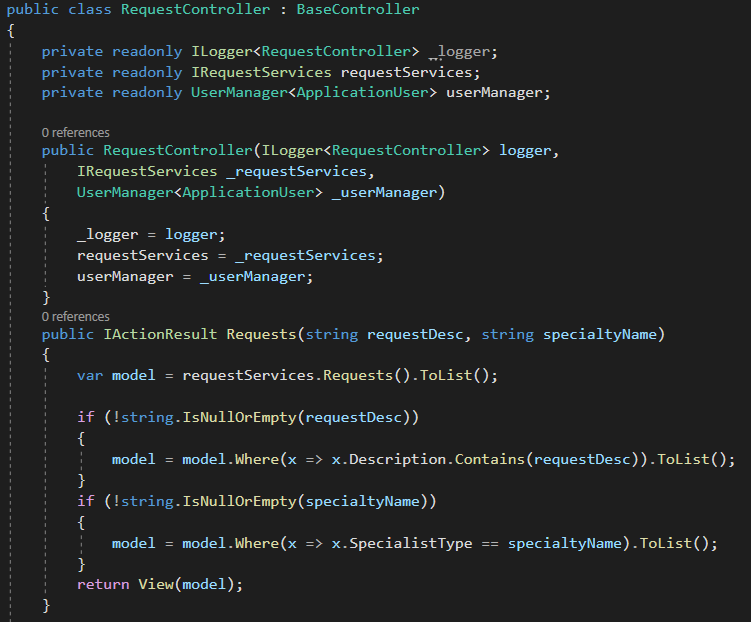 public class RequestController : BaseController
{
private readonly ILogger<RequestController> _logger;
private readonly IRequestServices requestServices;
private readonly UserManager<ApplicationUser> userManager;
0 references
public RequestController(ILogger<RequestController> logger,
IRequestServices _requestServices,
UserManager<ApplicationUser> _userManager)
{
_logger = logger;
requestServices = _requestServices;
userManager = _userManager;
}
0 references
public IActionResult Requests(string requestDesc, string specialtyName)
{
var model = requestServices.Requests().ToList();
if (!string.IsNullOrEmpty(requestDesc))
{
model = model.Where(x => x.Description.Contains(requestDesc)).ToList();
}
if (!string.IsNullOrEmpty(specialtyName))
{
model = model.Where(x => x.SpecialistType == specialtyName).ToList();
}
return View(model);
}